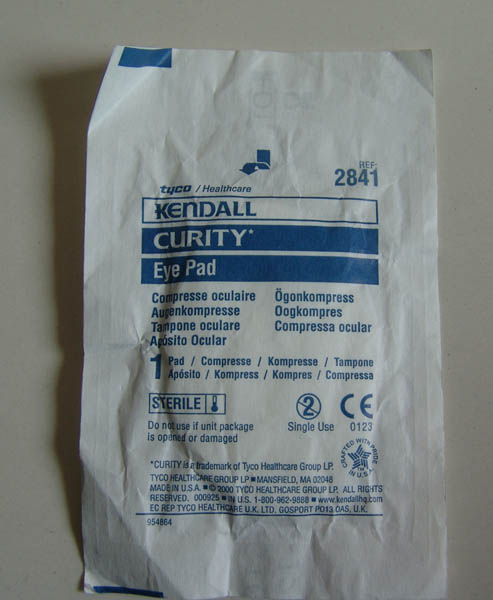 REF:
2841
tyco / Healthcare
KENDALL
CURITY*
Eye Pad
Compresse oculaire Ögonkompress
Augenkompresse Oogkompres
Tampone oculare Compressa ocular
Apósito Ocular
1 Pad / Compresse / Kompresse / Tampone
Apósito / Kompress / Kompres / Compressa
STERILE
2
CE
Single Use 0123
Do not use if unit package
is opened or damaged
CRAFTED WITH PRIDE
IN U.S.A.
*CURITY is a trademark of Tyco Healthcare Group LP.
TYCO HEALTHCARE GROUP LP ■ MANSFIELD, MA 02048
MADE IN U.S.A. ■ © 2000 TYCO HEALTHCARE GROUP LP. ALL RIGHTS
RESERVED. 000925 ■ IN U.S. 1-800-962-9888 ■ www.kendallhq.com
EC REP TYCO HEALTHCARE U.K. LTD. GOSPORT PO13 OAS, U.K.
954864